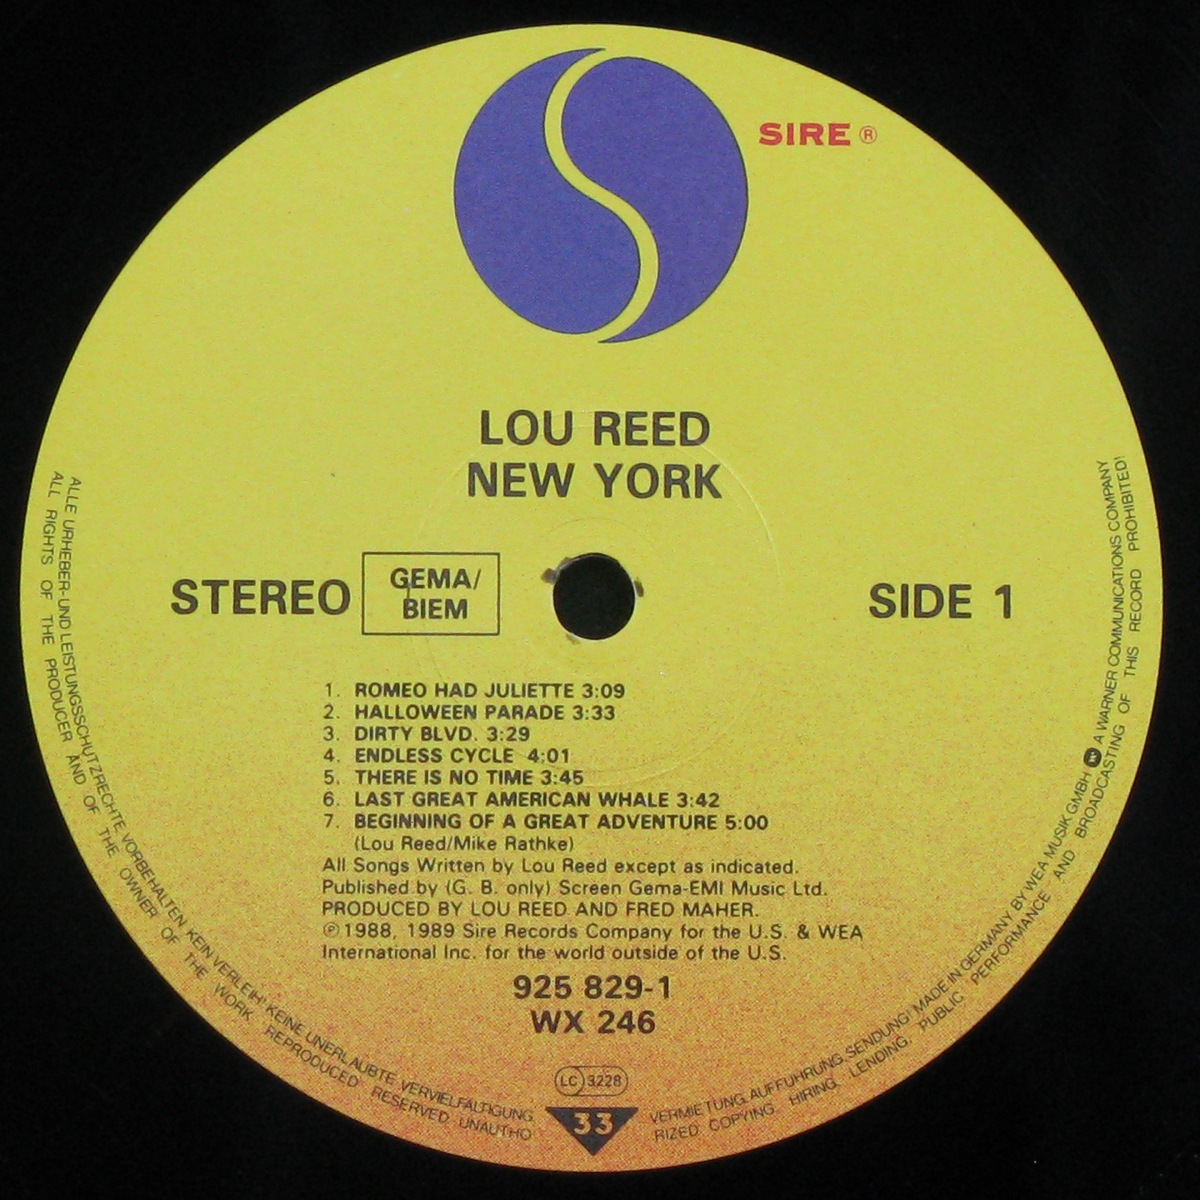 SIRE ®
LOU REED
NEW YORK
STEREO
GEMA/
BIEM
SIDE 1
1. ROMEO HAD JULIETTE 3:09
2. HALLOWEEN PARADE 3:33
3. DIRTY BLVD. 3:29
4. ENDLESS CYCLE 4:01
5. THERE IS NO TIME 3:45
6. LAST GREAT AMERICAN WHALE 3:42
7. BEGINNING OF A GREAT ADVENTURE 5:00
(Lou Reed/Mike Rathke)
All Songs Written by Lou Reed except as indicated.
Published by (G. B. only) Screen Gema-EMI Music Ltd.
PRODUCED BY LOU REED AND FRED MAHER.
℗ 1988, 1989 Sire Records Company for the U.S. & WEA
International Inc. for the world outside of the U.S.
925 829-1
WX 246
LC 3228
33
ALLE URHEBER- UND LEISTUNGSSCHUTZRECHTE VORBEHALTEN. KEIN VERLEIH! KEINE UNERLAUBTE VERVIELFÄLTIGUNG, VERMIETUNG, AUFFÜHRUNG, SENDUNG! MADE IN GERMANY BY WEA MUSIK GMBH W A WARNER COMMUNICATIONS COMPANY
ALL RIGHTS OF THE PRODUCER AND OF THE OWNER OF THE WORK REPRODUCED RESERVED. UNAUTHORIZED COPYING, HIRING, LENDING, PUBLIC PERFORMANCE AND BROADCASTING OF THIS RECORD PROHIBITED!